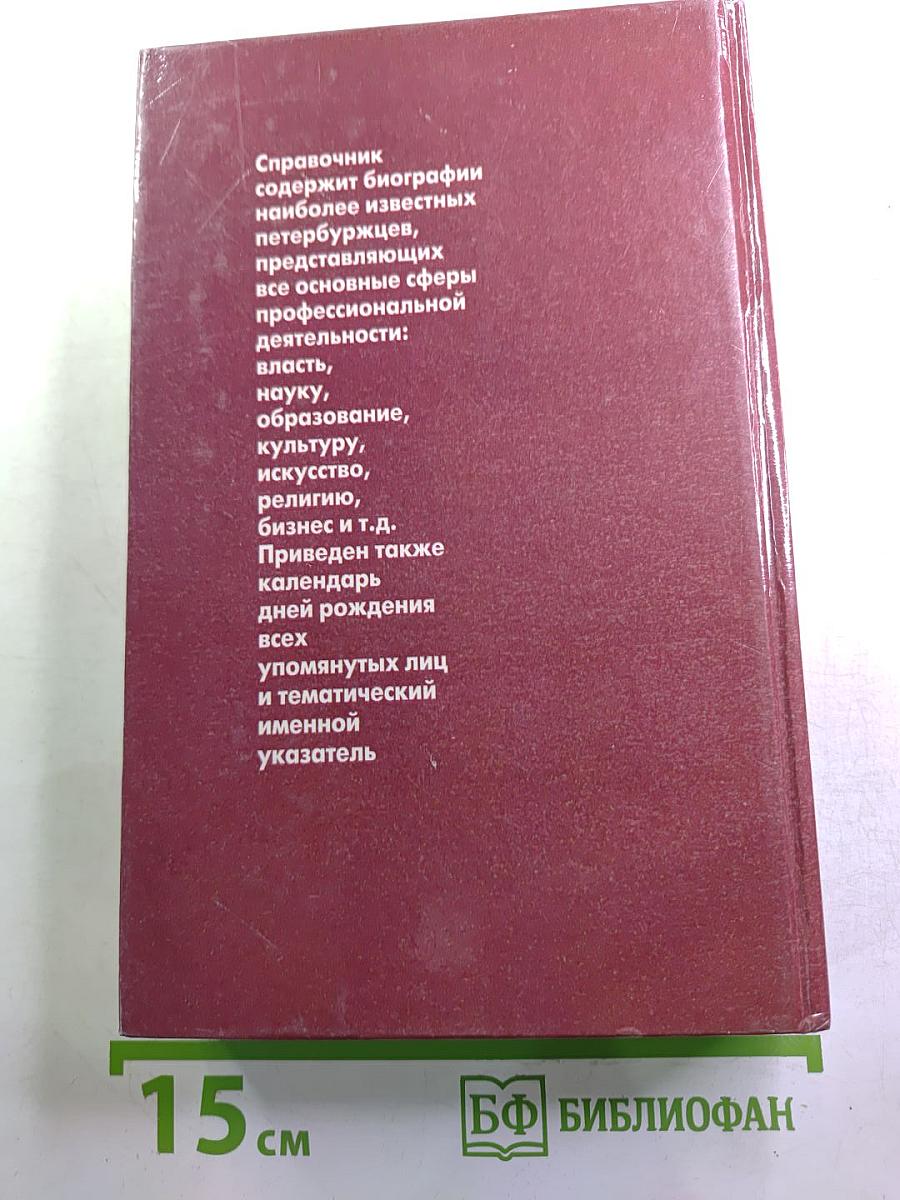 Справочник
содержит биографии
наиболее известных
петербуржцев,
представляющих
все основные сферы
профессиональной
деятельности:
власть,
науку,
образование,
культуру,
искусство,
религию,
бизнес и т.д.
Приведен также
календарь
дней рождения
всех
упомянутых лиц
и тематический
именной
указатель
15 см
БФ БИБЛИОФАН